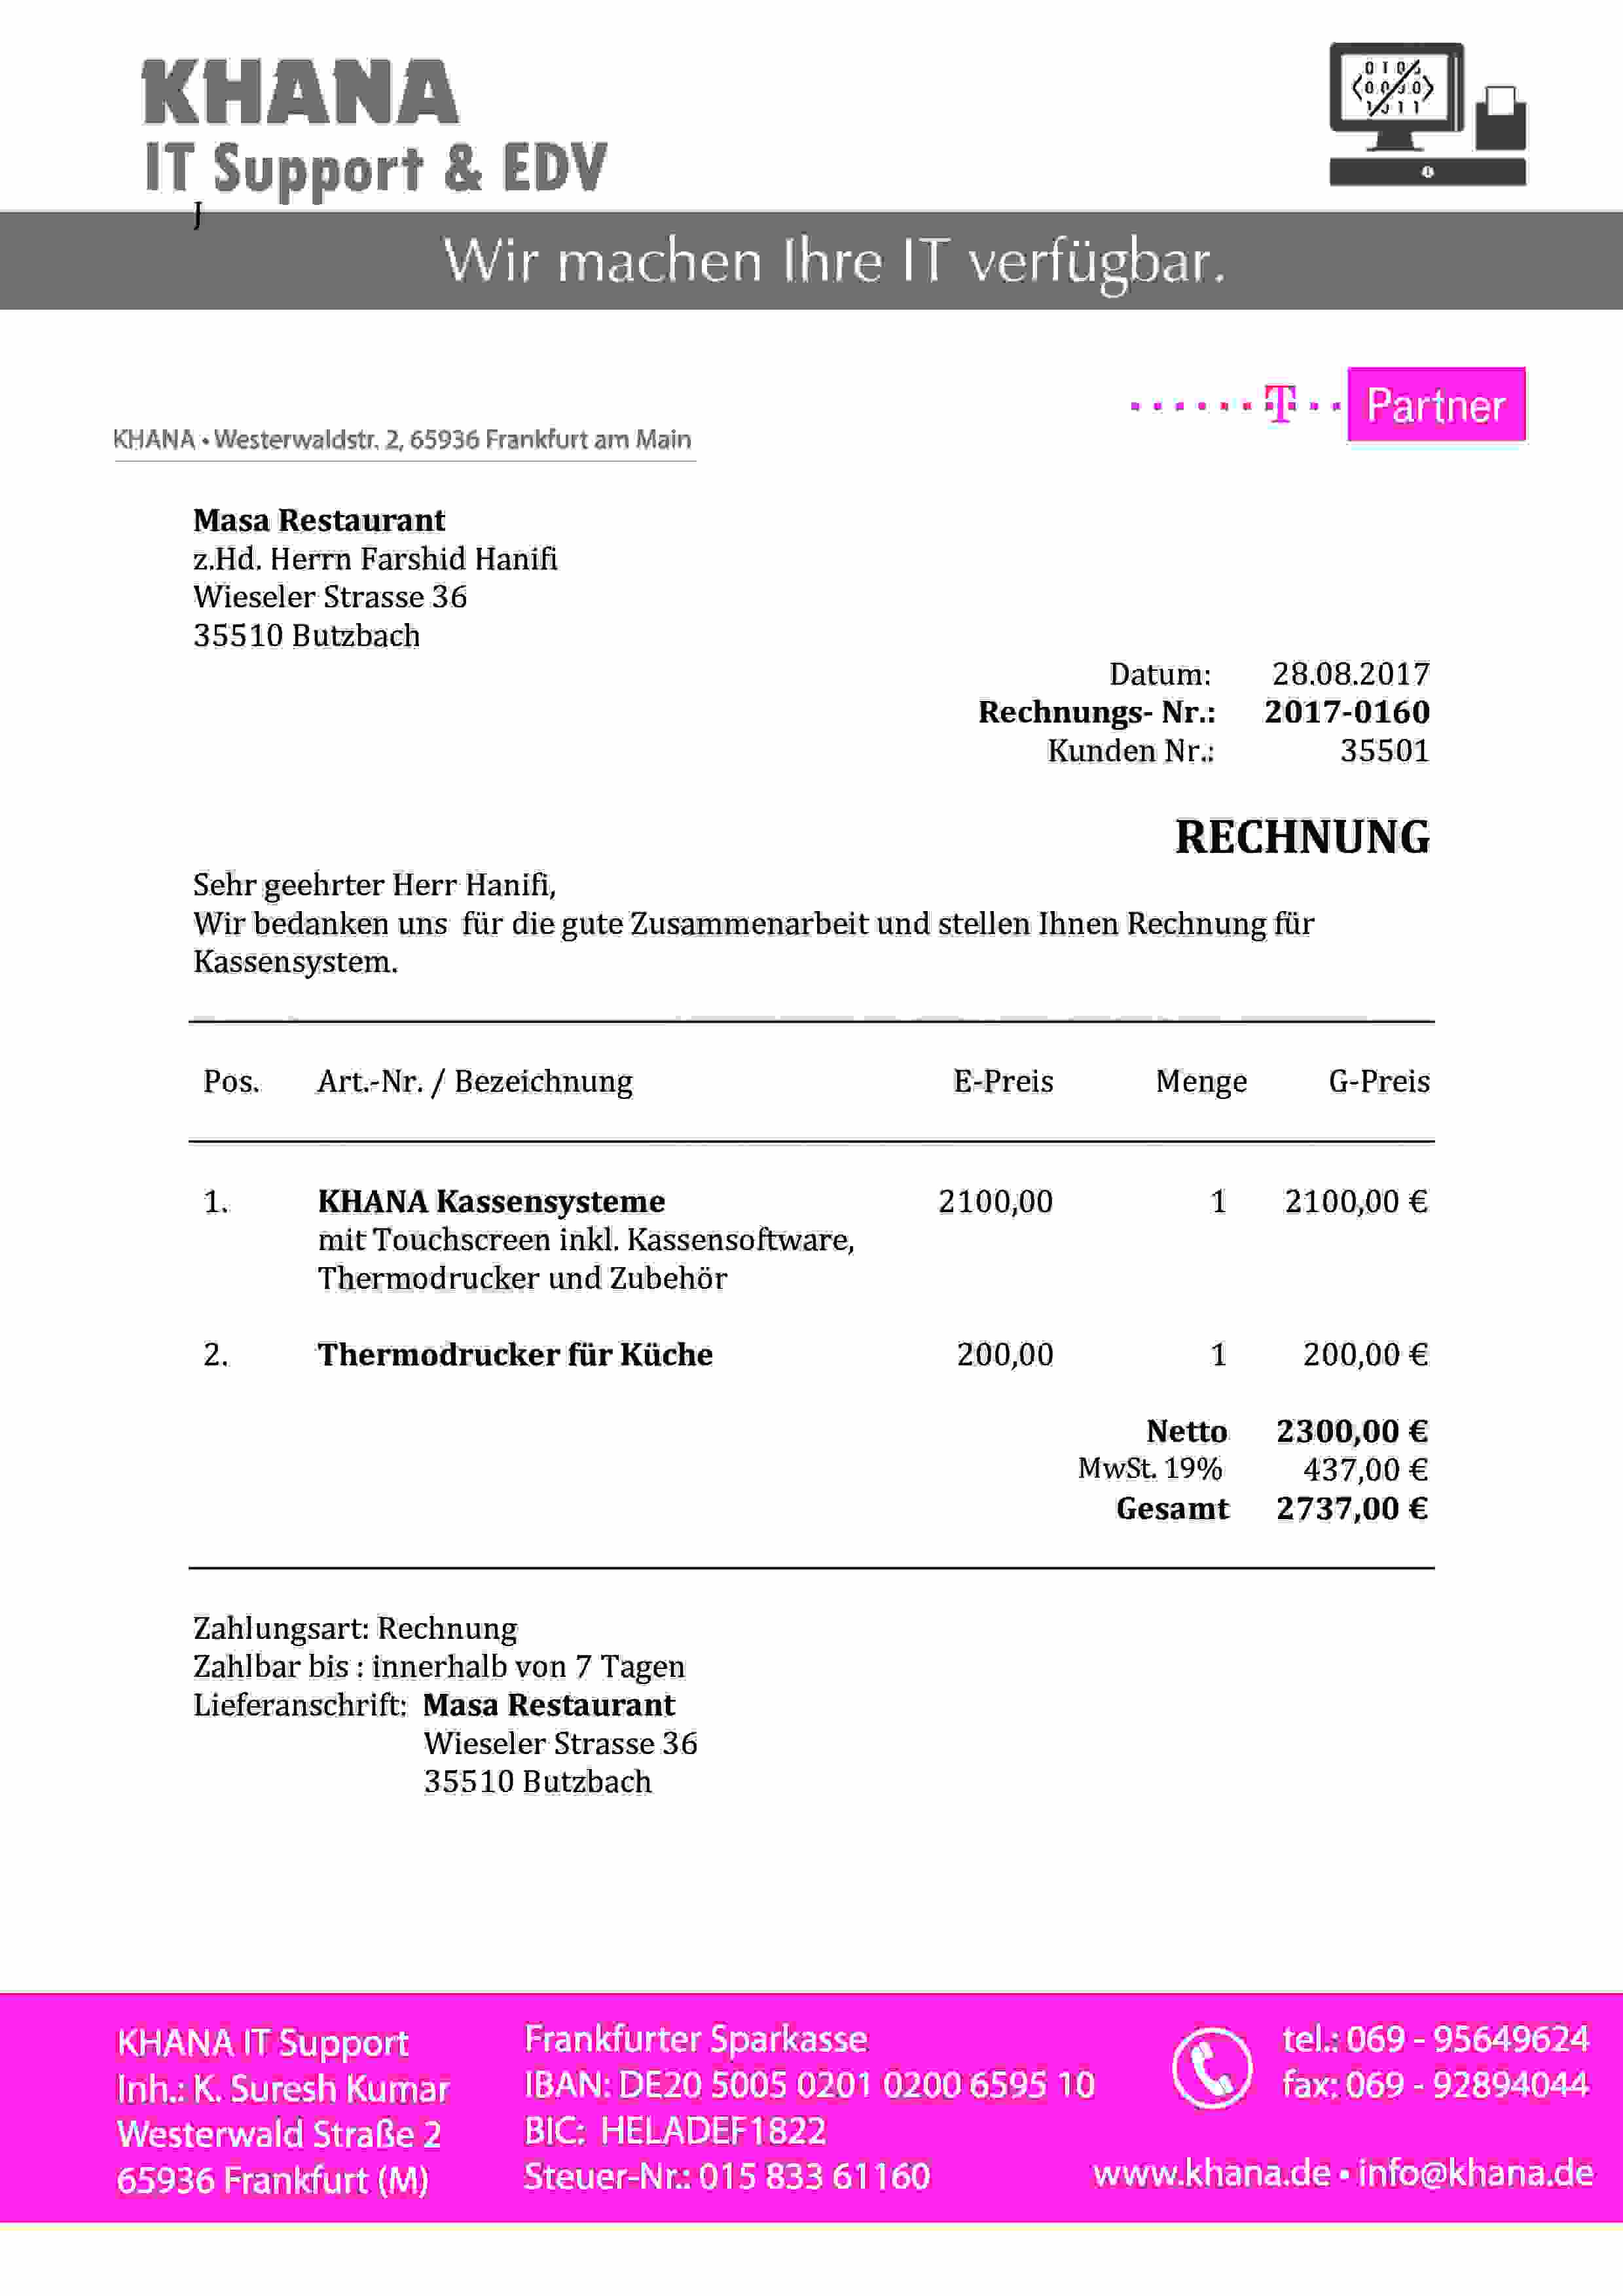 KHANA
IT Support & EDV
J
Wir machen Ihre IT verfügbar.
T Partner
KHANA • Westerwaldstr. 2, 65936 Frankfurt am Main
Masa Restaurant
z.Hd. Herrn Farshid Hanifi
Wieseler Strasse 36
35510 Butzbach
Datum: 28.08.2017
Rechnungs- Nr.: 2017-0160
Kunden Nr.: 35501
RECHNUNG
Sehr geehrter Herr Hanifi,
Wir bedanken uns für die gute Zusammenarbeit und stellen Ihnen Rechnung für
Kassensystem.
Pos. Art.-Nr. / Bezeichnung E-Preis Menge G-Preis
1. KHANA Kassensysteme 2100,00 1 2100,00 €
mit Touchscreen inkl. Kassensoftware,
Thermodrucker und Zubehör
2. Thermodrucker für Küche 200,00 1 200,00 €
Netto 2300,00 €
MwSt. 19% 437,00 €
Gesamt 2737,00 €
Zahlungsart: Rechnung
Zahlbar bis : innerhalb von 7 Tagen
Lieferanschrift: Masa Restaurant
Wieseler Strasse 36
35510 Butzbach
KHANA IT Support
Inh.: K. Suresh Kumar
Westerwald Straße 2
65936 Frankfurt (M)
Frankfurter Sparkasse
IBAN: DE20 5005 0201 0200 6595 10
BIC: HELADEF1822
Steuer-Nr.: 015 833 61160
tel.: 069 - 95649624
fax: 069 - 92894044
www.khana.de • info@khana.de